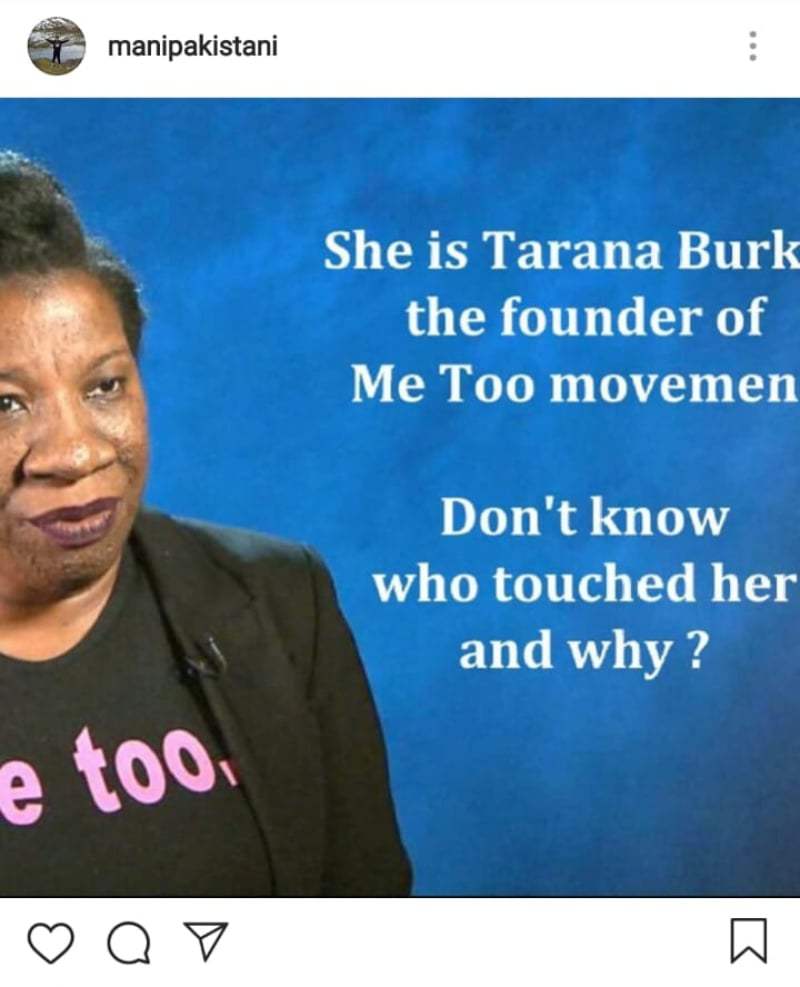 manipakistani
She is Tarana Burk
the founder of
Me Too movemen
Don't know
who touched her
and why ?
e too.